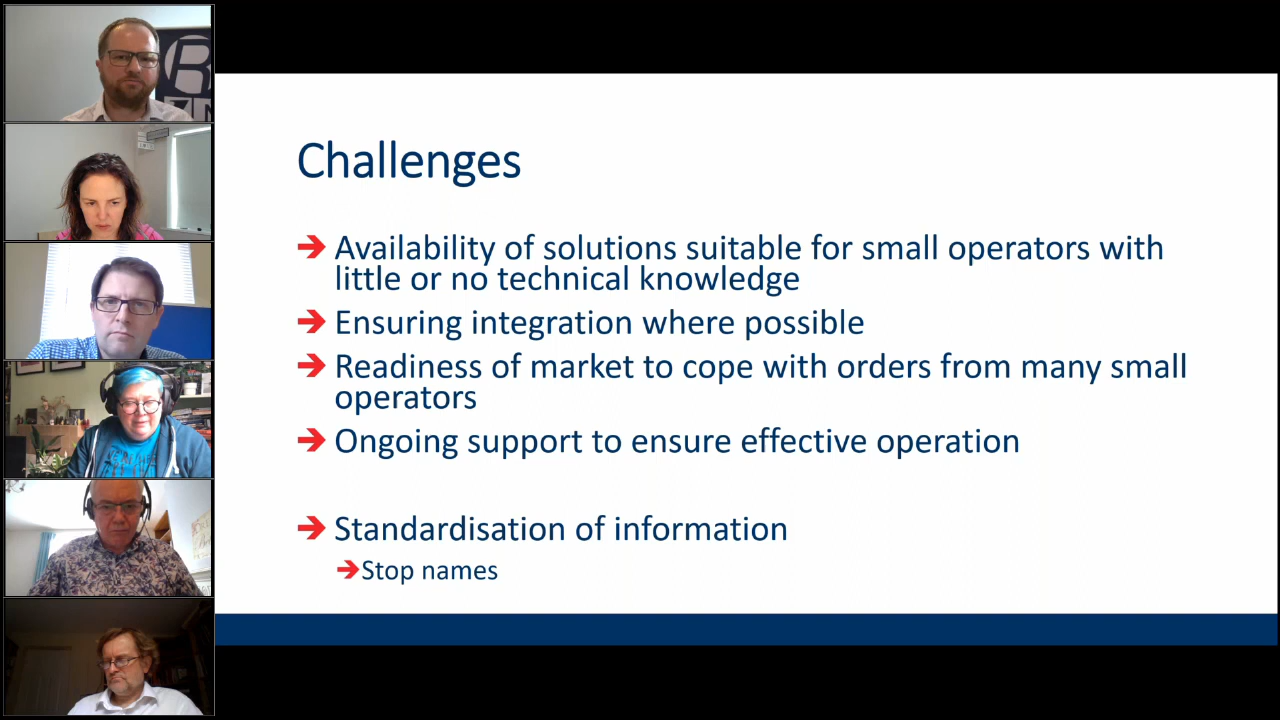 Challenges
➔ Availability of solutions suitable for small operators with
little or no technical knowledge
➔ Ensuring integration where possible
➔ Readiness of market to cope with orders from many small
operators
➔ Ongoing support to ensure effective operation
➔ Standardisation of information
➔ Stop names